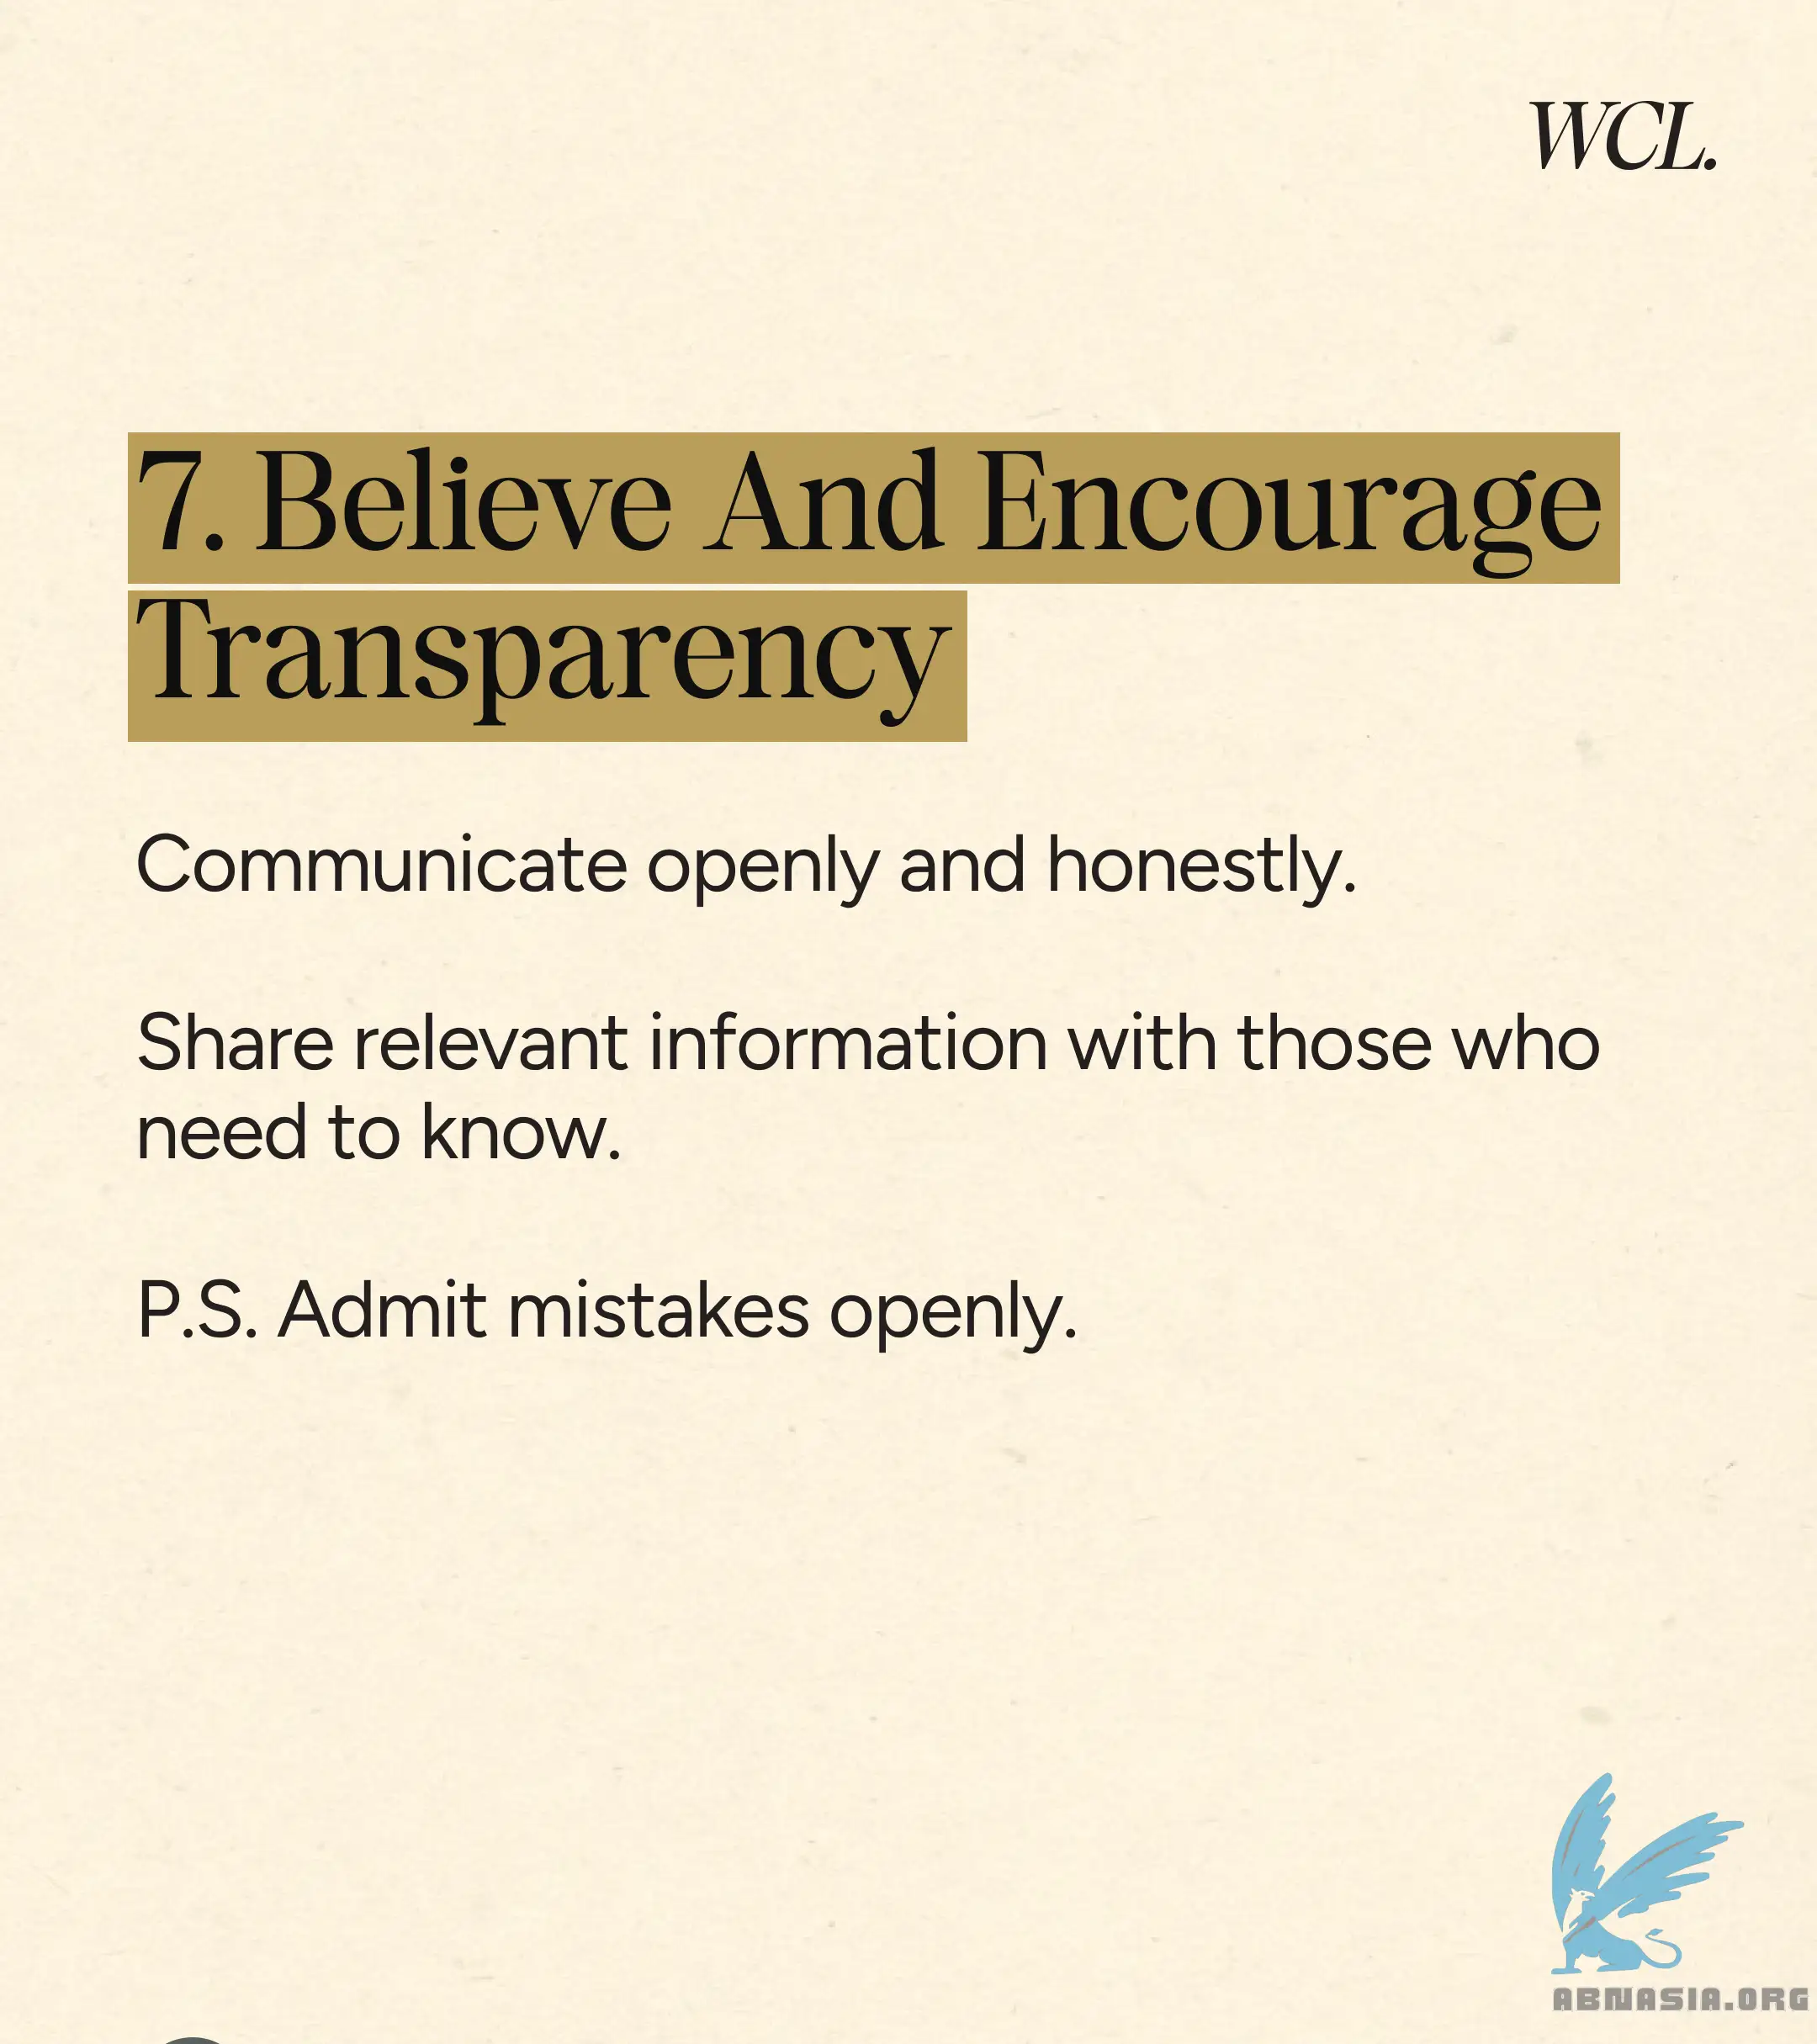 WCL.
7. Believe And Encourage
Transparency
Communicate openly and honestly.
Share relevant information with those who
need to know.
P.S. Admit mistakes openly.
ABNASIA.ORG